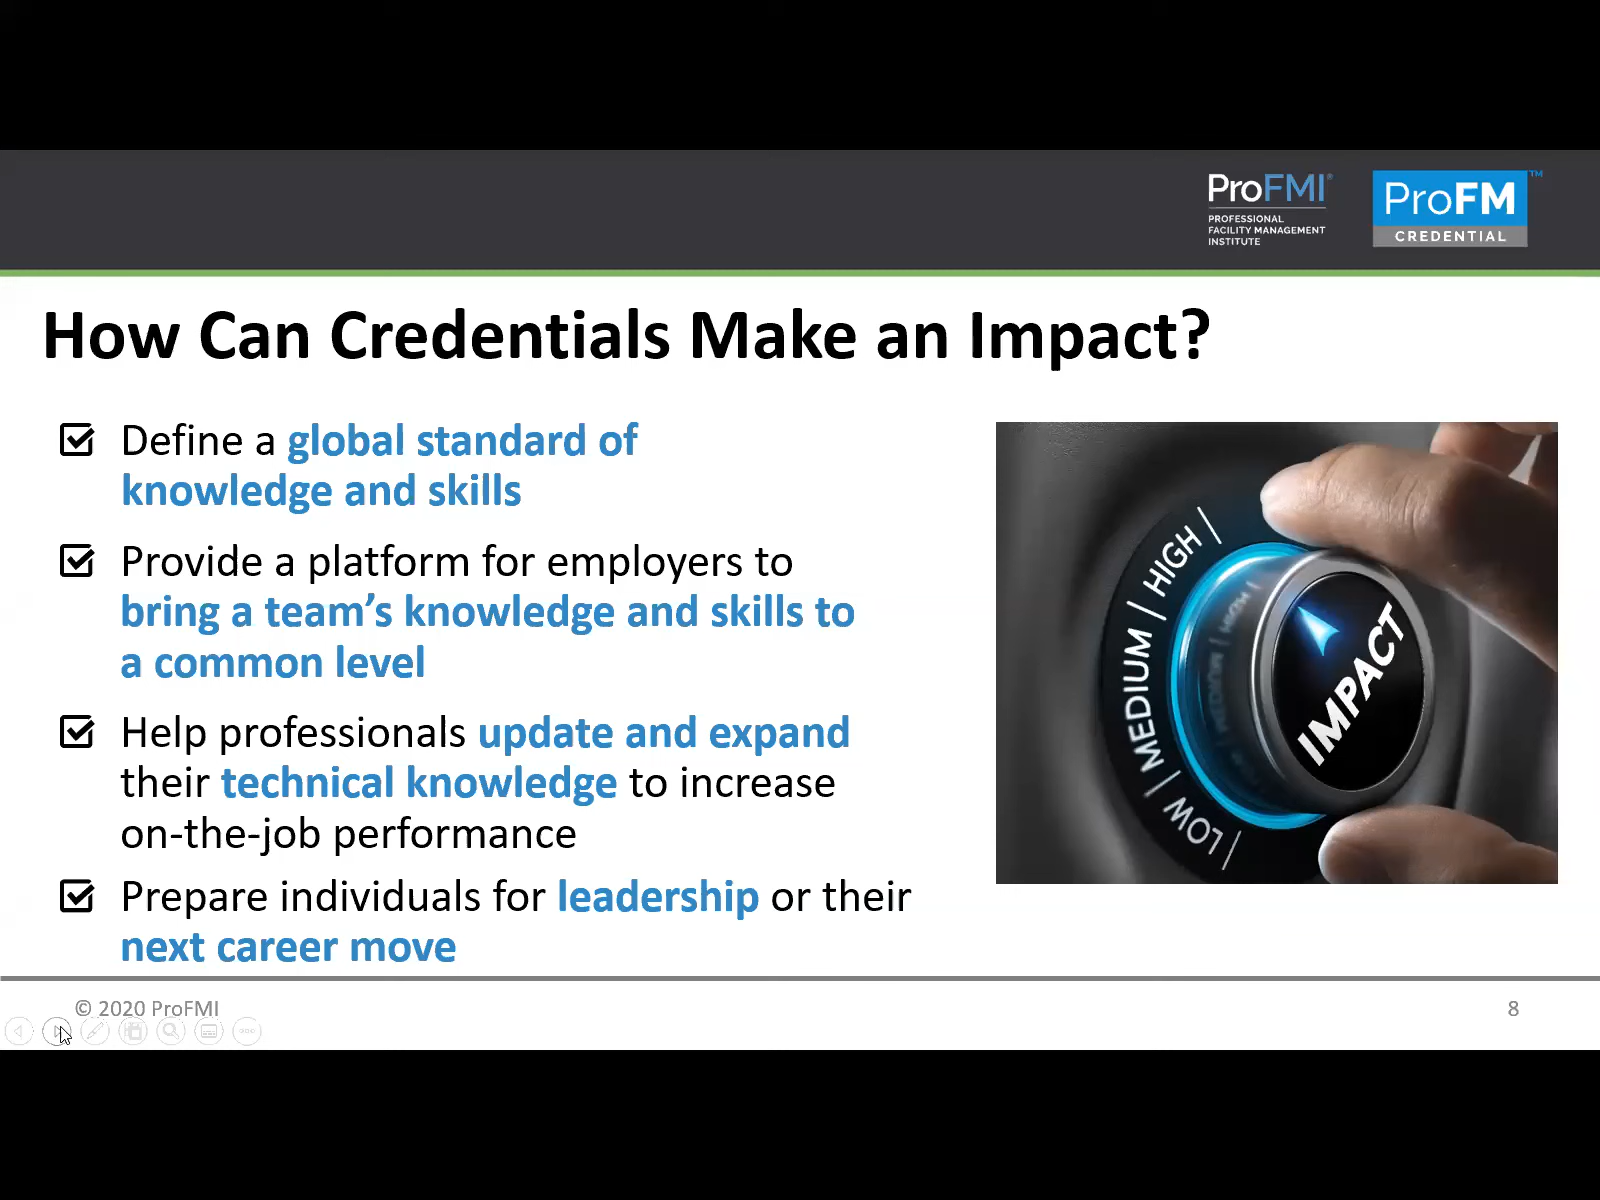 ProFMI®
PROFESSIONAL
FACILITY MANAGEMENT
INSTITUTE
ProFM™
CREDENTIAL
How Can Credentials Make an Impact?
Define a global standard of
knowledge and skills
Provide a platform for employers to
bring a team’s knowledge and skills to
a common level
Help professionals update and expand
their technical knowledge to increase
on-the-job performance
Prepare individuals for leadership or their
next career move
HIGH
MEDIUM
LOW
IMPACT
© 2020 ProFMI
8